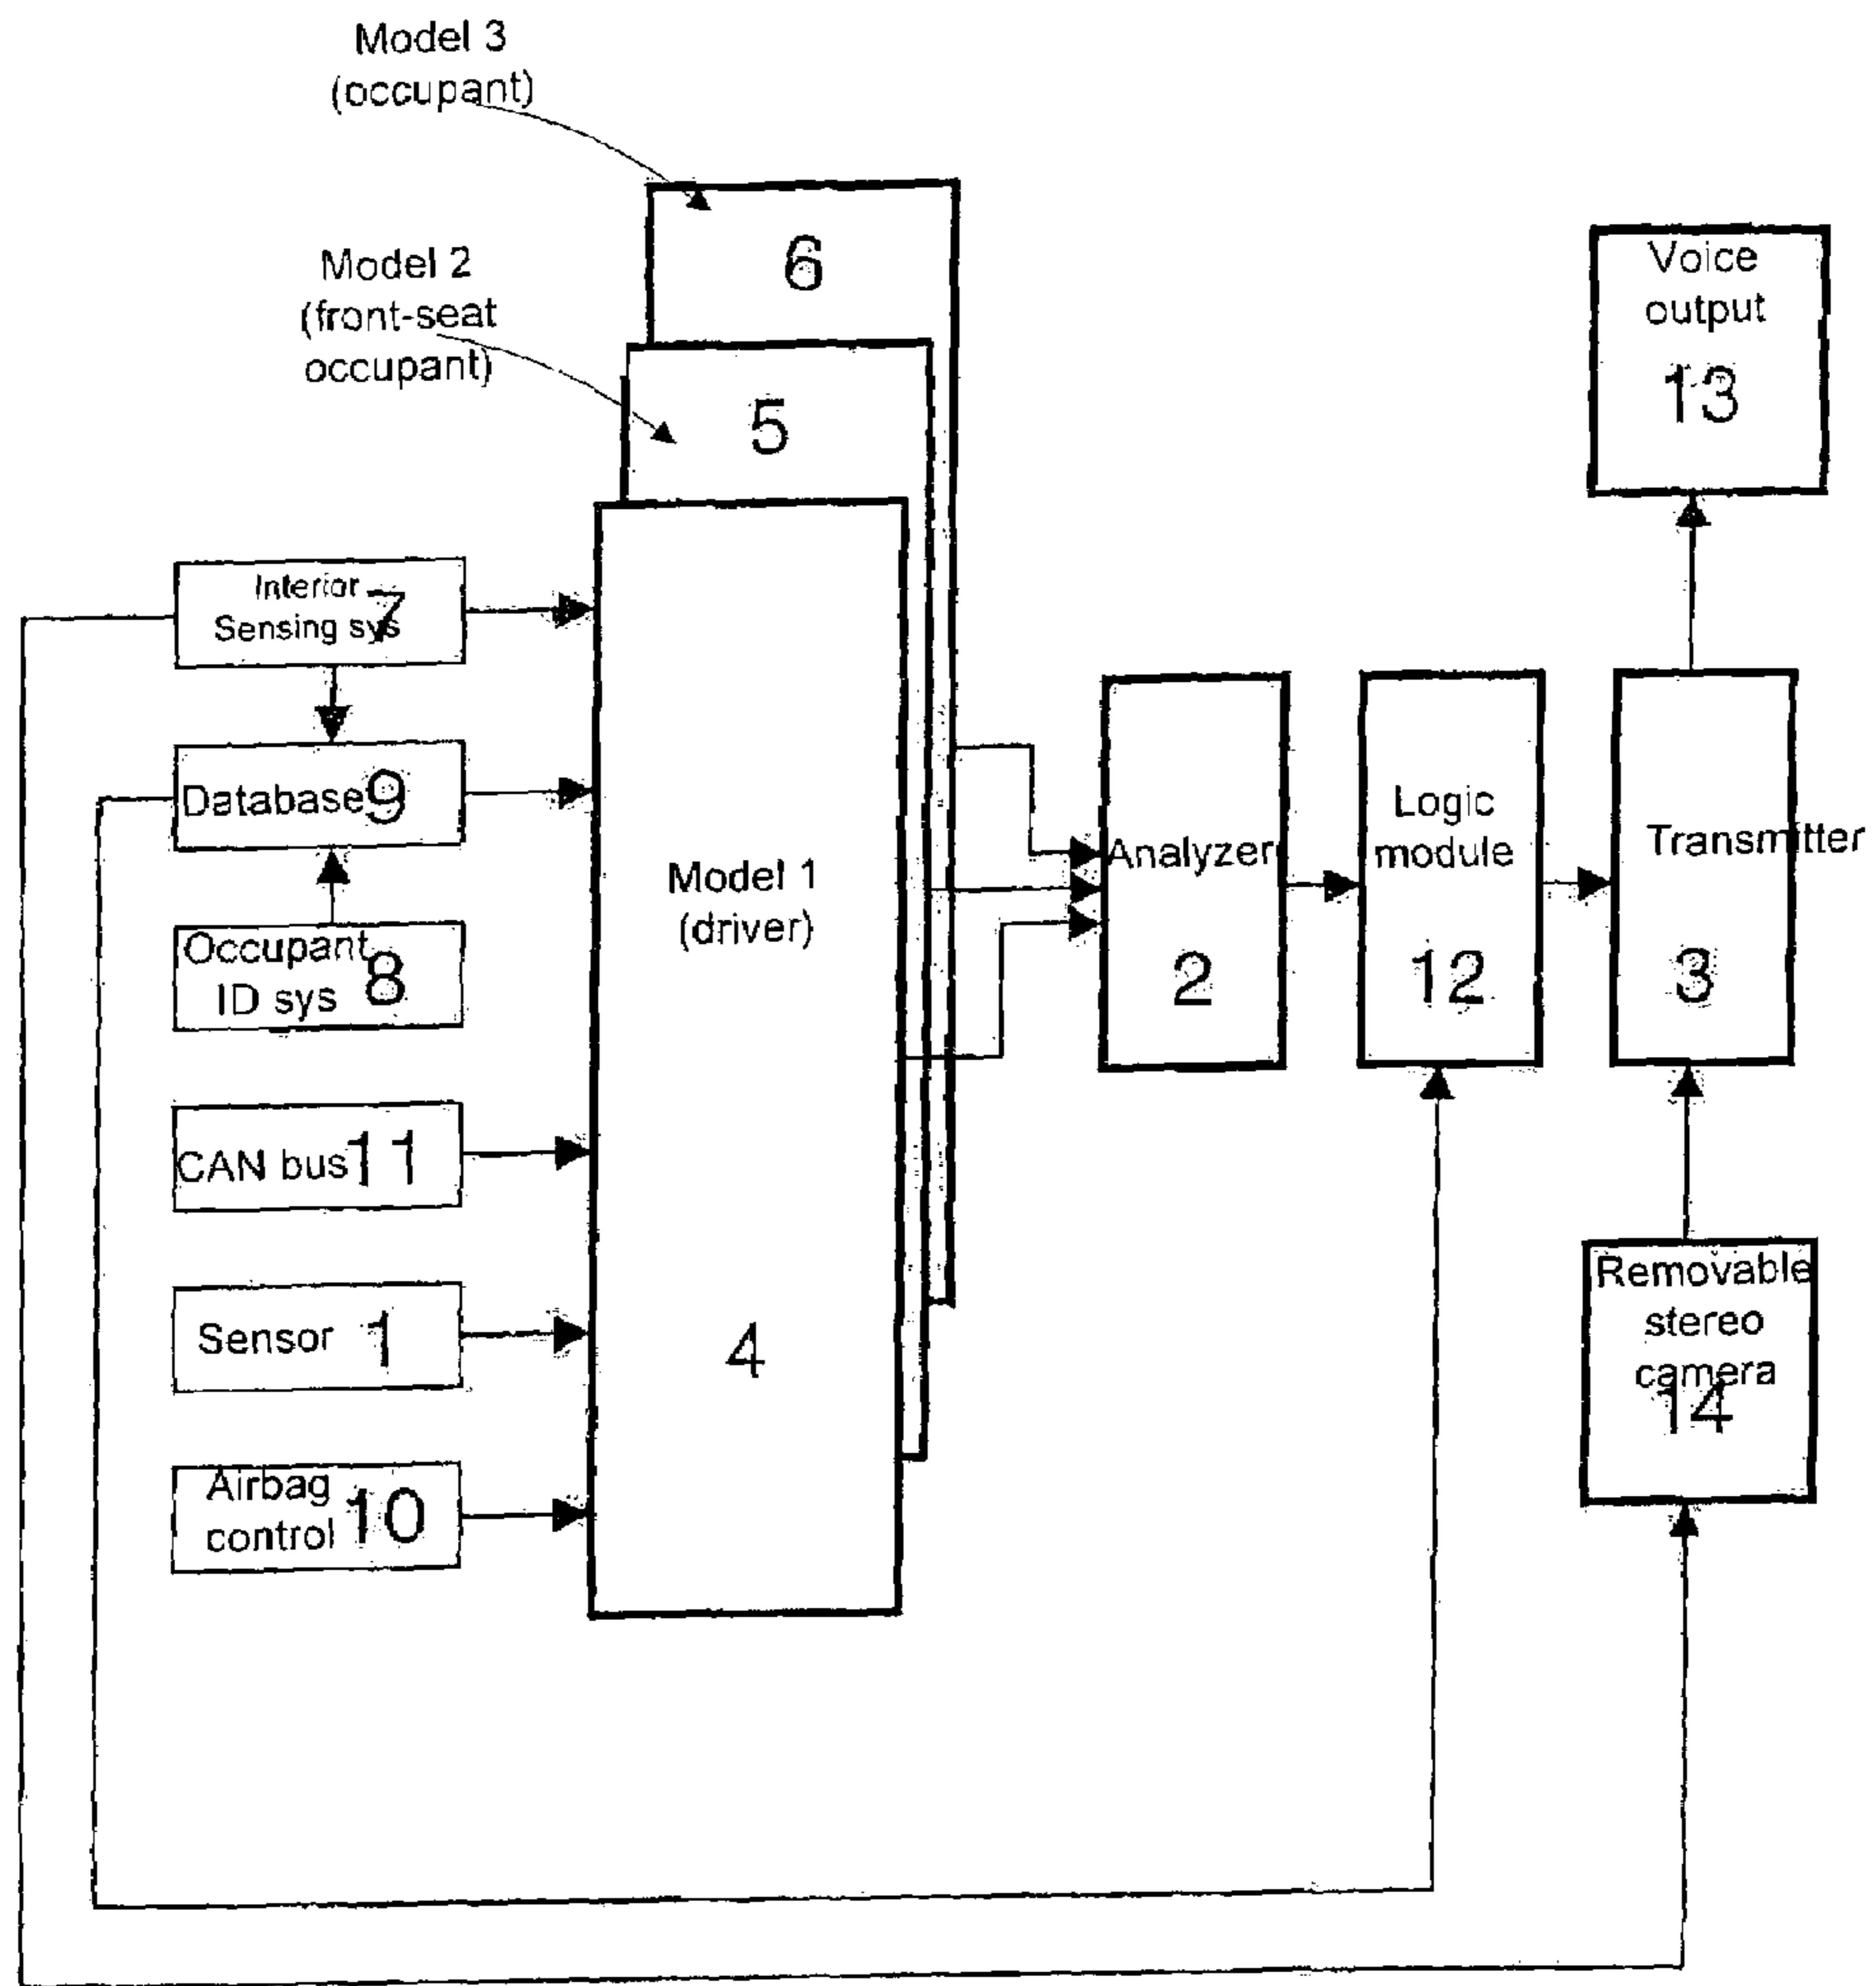 Model 3
(occupant)
6
Model 2
(front-seat
occupant)
5
Voice
output
13
Interior
Sensing sys
7
Database 9
Occupant
ID sys
8
CAN bus 11
Sensor 1
Airbag
control
10
Model 1
(driver)
4
Analyzer
2
Logic
module
12
Transmitter
3
Removable
stereo
camera
14